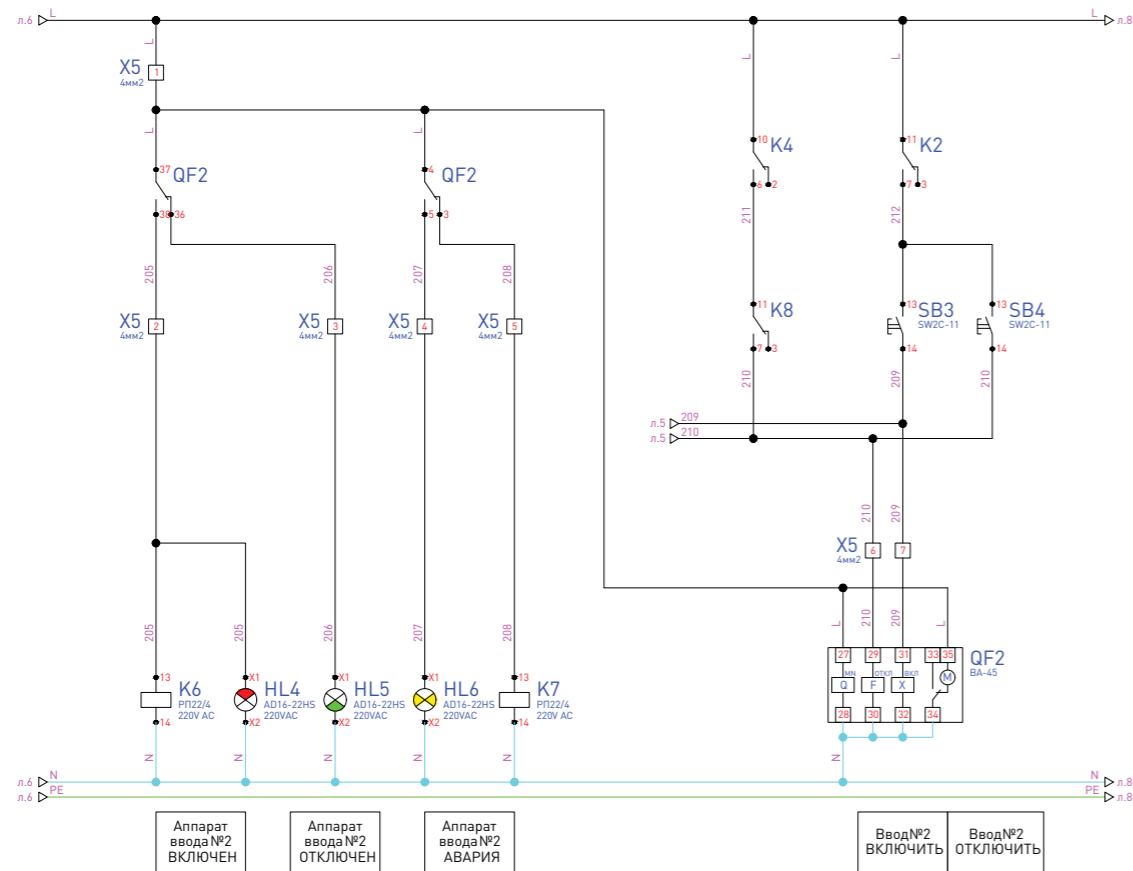 л.6 L
L л.8
L
L
L
X5
4мм2
1
L
L
37
QF2
38
36
4
QF2
5
3
10
K4
6
2
11
K2
7
3
205
206
207
208
211
212
X5
4мм2
2
X5
4мм2
3
X5
4мм2
4
X5
4мм2
5
11
K8
7
3
13
SB3
SW2C-11
14
13
SB4
SW2C-11
14
210
209
210
л.5 209
л.5 210
210
209
X5
4мм2
6
7
205
205
206
207
208
L
210
209
L
13
K6
РП22/4
220V AC
14
X1
HL4
AD16-22HS
220VAC
X2
X1
HL5
AD16-22HS
220VAC
X2
X1
HL6
AD16-22HS
220VAC
X2
13
K7
РП22/4
220V AC
14
27
29
31
33
35
QF2
ВА-45
MN
Q
ОТКЛ
F
ВКЛ
X
M
28
30
32
34
N
N
N
N
N
N
л.6 N
N л.8
л.6 PE
PE л.8
Аппарат
ввода№2
ВКЛЮЧЕН
Аппарат
ввода№2
ОТКЛЮЧЕН
Аппарат
ввода№2
АВАРИЯ
Ввод№2
ВКЛЮЧИТЬ
Ввод№2
ОТКЛЮЧИТЬ